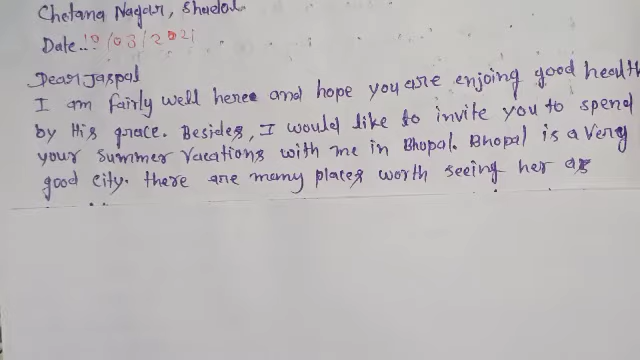 Chetana Nagar, Shadol
Date..10/03/2021
Dear Jaspal
I am fairly well here and hope you are enjoing good health
by His grace. Besides, I would like to invite you to spend
your summer vacations with me in Bhopal. Bhopal is a very
good city. there are many places worth seeing her as